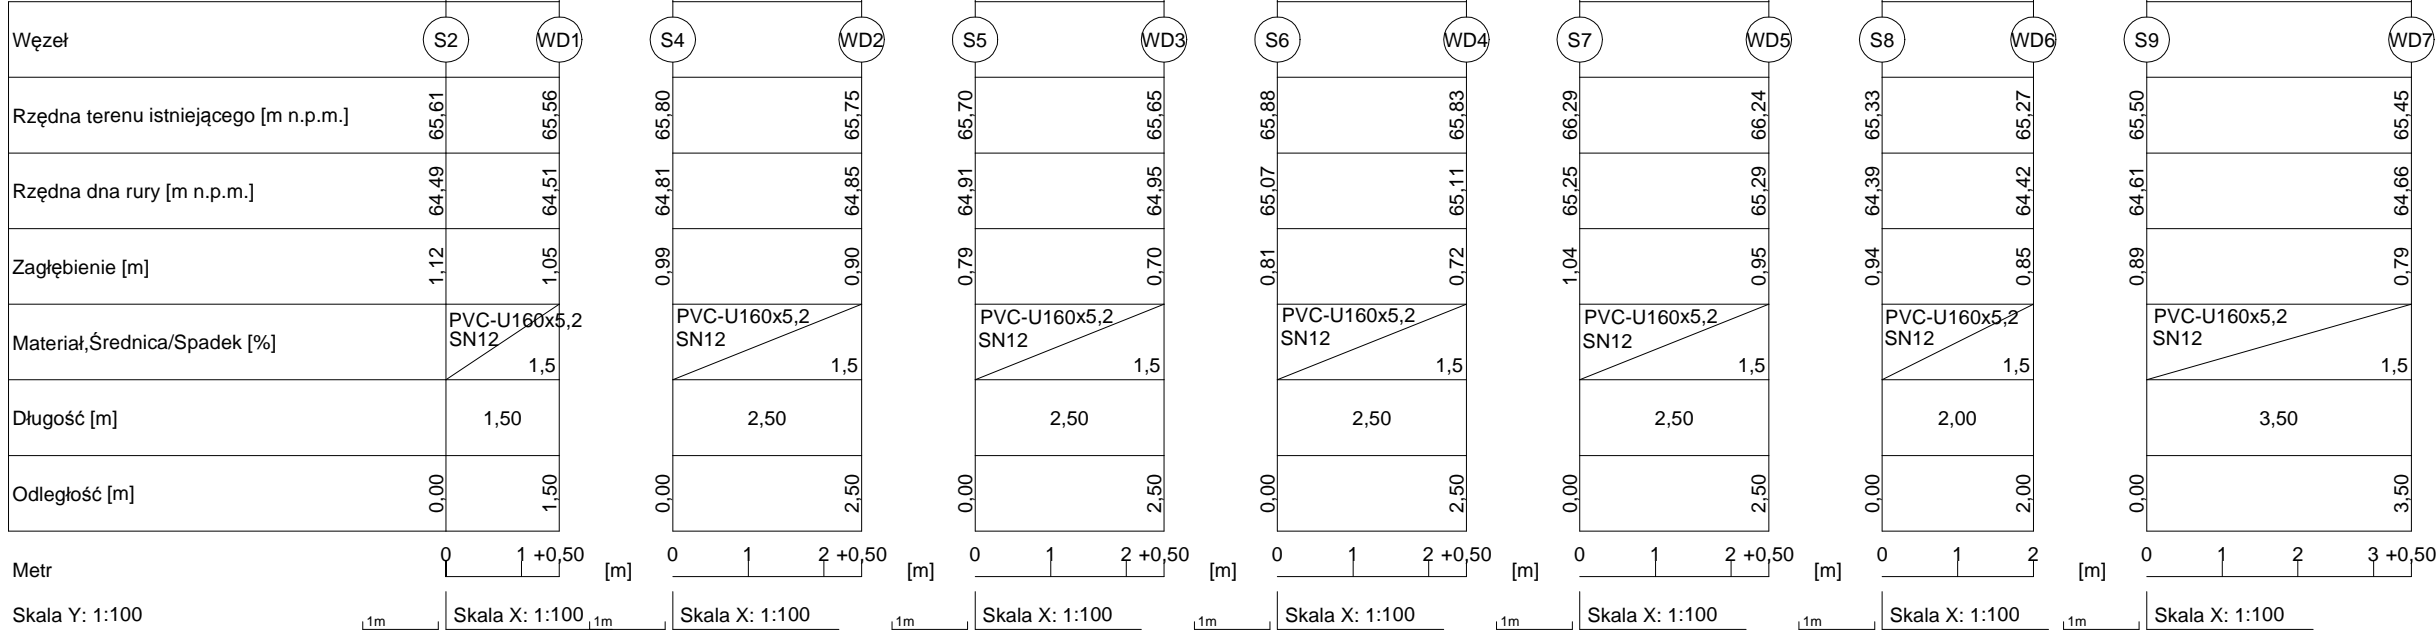 Węzeł S2 WD1 S4 WD2 S5 WD3 S6 WD4 S7 WD5 S8 WD6 S9 WD7
Rzędna terenu istniejącego [m n.p.m.] 65,61 65,56 65,80 65,75 65,70 65,65 65,88 65,83 66,29 66,24 65,33 65,27 65,50 65,45
Rzędna dna rury [m n.p.m.] 64,49 64,51 64,81 64,85 64,91 64,95 65,07 65,11 65,25 65,29 64,39 64,42 64,61 64,66
Zagłębienie [m] 1,12 1,05 0,99 0,90 0,79 0,70 0,81 0,72 1,04 0,95 0,94 0,85 0,89 0,79
PVC-U160x5,2 PVC-U160x5,2 PVC-U160x5,2 PVC-U160x5,2 PVC-U160x5,2 PVC-U160x5,2 PVC-U160x5,2
Materiał,Średnica/Spadek [%] SN12 SN12 SN12 SN12 SN12 SN12 SN12
1,5 1,5 1,5 1,5 1,5 1,5 1,5
Długość [m] 1,50 2,50 2,50 2,50 2,50 2,00 3,50
Odległość [m] 0,00 1,50 0,00 2,50 0,00 2,50 0,00 2,50 0,00 2,50 0,00 2,00 0,00 3,50
0 1 +0,50 0 1 2 +0,50 0 1 2 +0,50 0 1 2 +0,50 0 1 2 +0,50 0 1 2 0 1 2 3 +0,50
Metr [m] [m] [m] [m] [m] [m]
Skala Y: 1:100 1m Skala X: 1:100 1m Skala X: 1:100 1m Skala X: 1:100 1m Skala X: 1:100 1m Skala X: 1:100 1m Skala X: 1:100 1m Skala X: 1:100